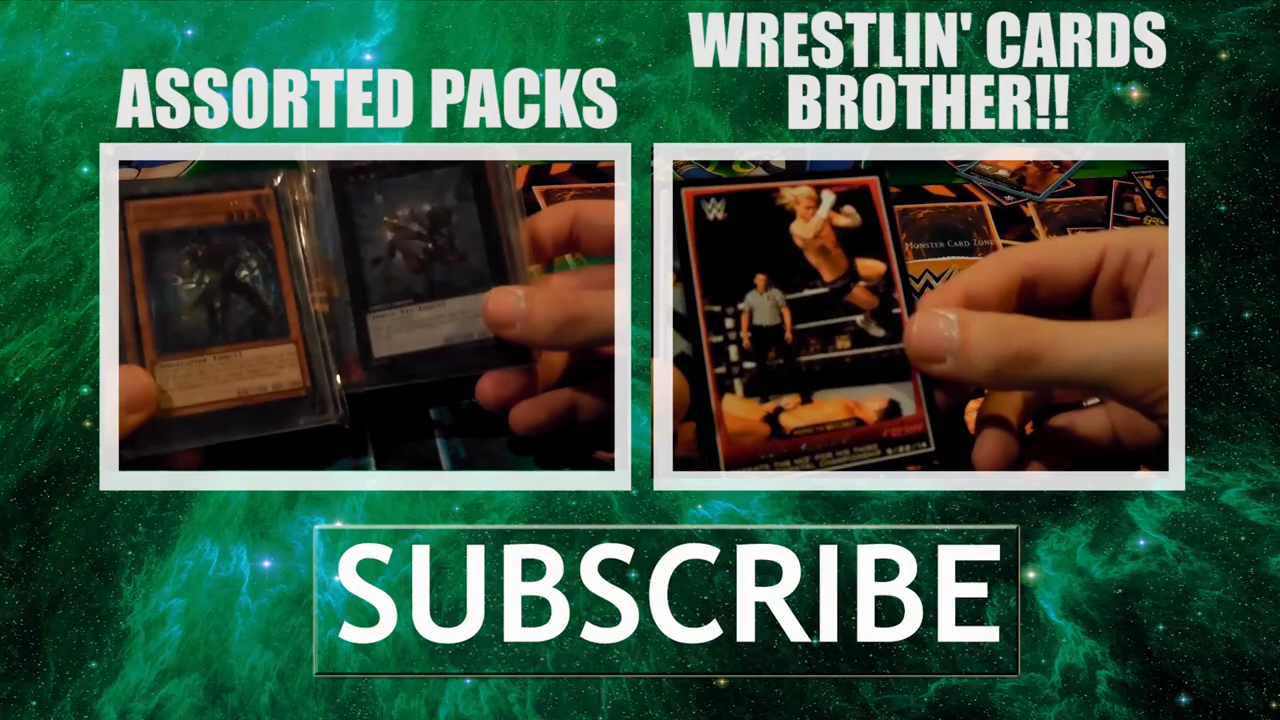 WRESTLIN' CARDS
BROTHER!!
ASSORTED PACKS
W
MONSTER CARD ZONE
SUBSCRIBE